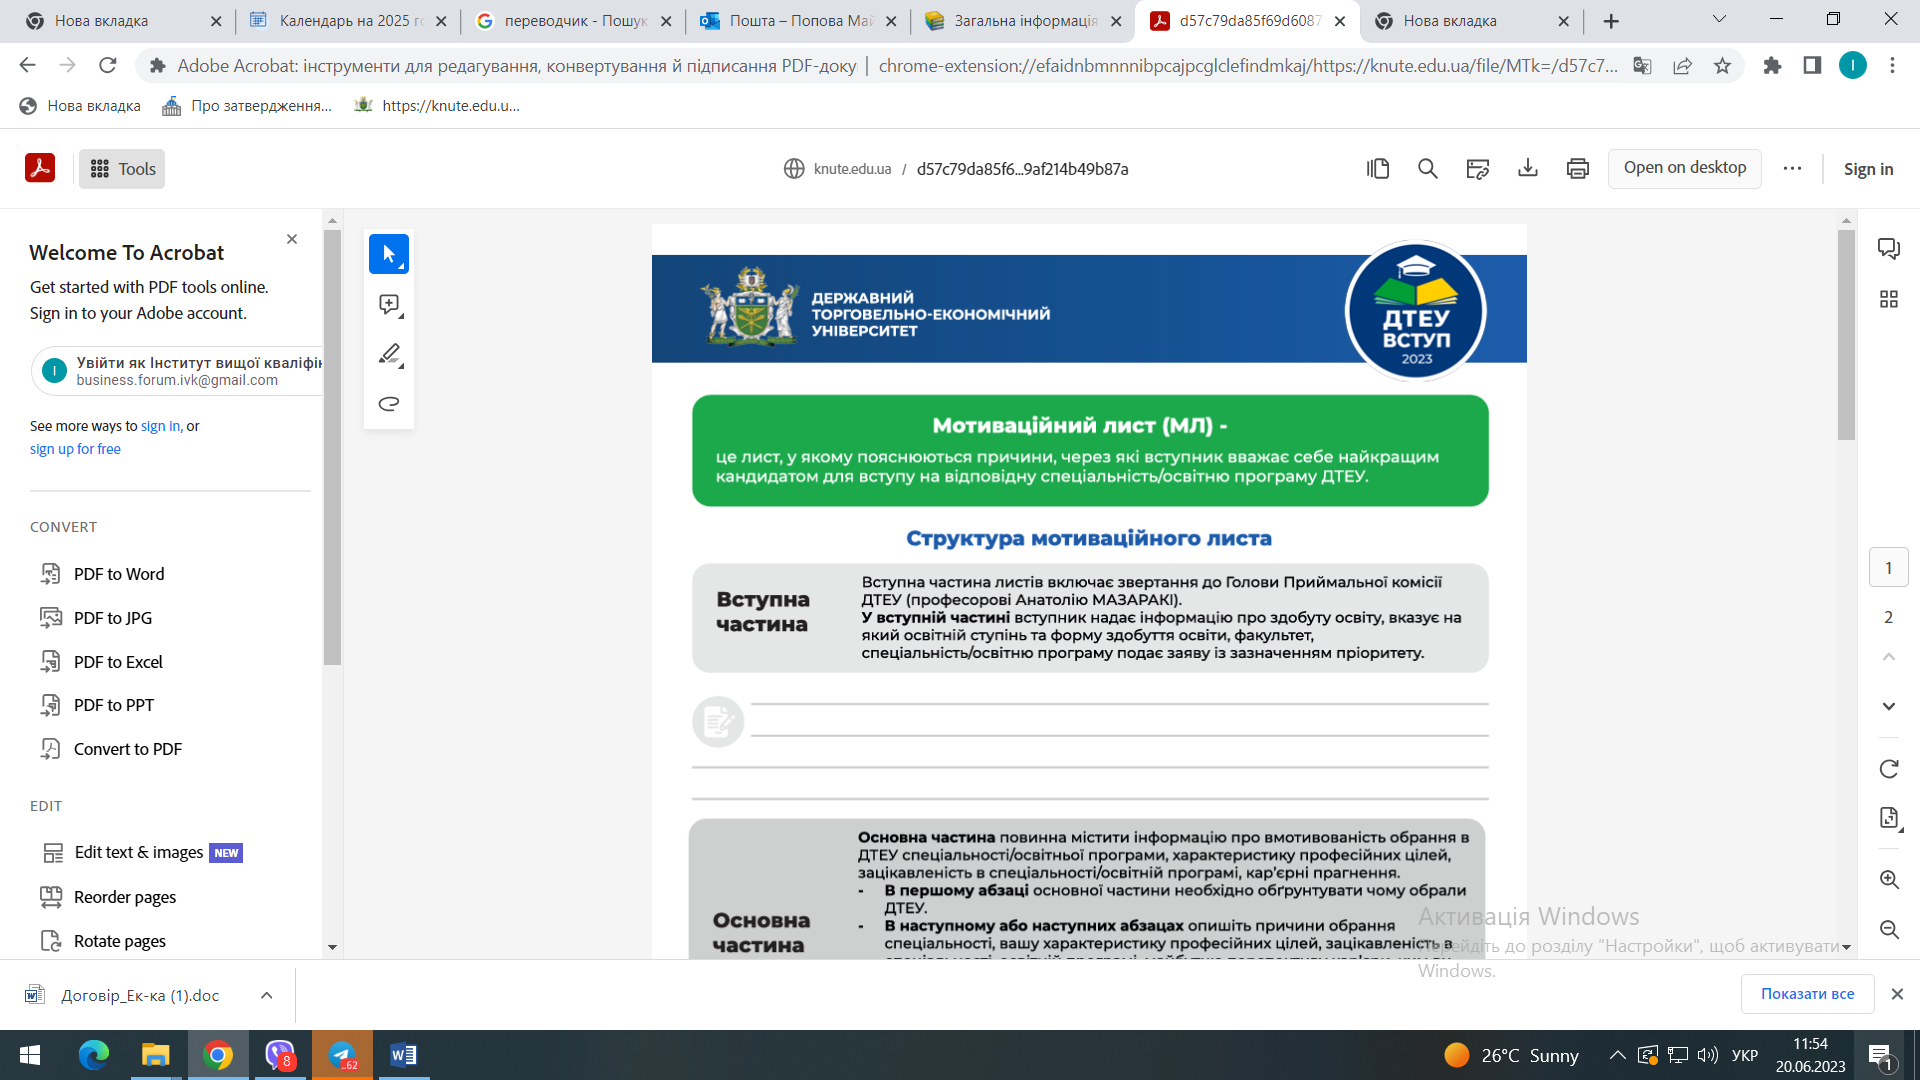 Нова вкладка
Календарь на 2025 го
переводчик - Пошук
Пошта – Попова Май
Загальна інформація
d57c79da85f69d6087
Нова вкладка
Adobe Acrobat: інструменти для редагування, конвертування й підписання PDF-доку | chrome-extension://efaidnbmnnnibpcajpcglclefindmkaj/https://knute.edu.ua/file/MTk=/d57c7...
I
Нова вкладка
Про затвердження...
https://knute.edu.u...
Tools
knute.edu.ua / d57c79da85f6...9af214b49b87a
Open on desktop
Sign in
Welcome To Acrobat
Get started with PDF tools online.
Sign in to your Adobe account.
I
Увійти як Інститут вищої кваліфік
business.forum.ivk@gmail.com
See more ways to sign in, or
sign up for free
CONVERT
PDF to Word
PDF to JPG
PDF to Excel
PDF to PPT
Convert to PDF
EDIT
Edit text & images NEW
Reorder pages
Rotate pages
ДЕРЖАВНИЙ
ТОРГОВЕЛЬНО-ЕКОНОМІЧНИЙ
УНІВЕРСИТЕТ
ДТЕУ
ВСТУП
2023
Мотиваційний лист (МЛ) -
це лист, у якому пояснюються причини, через які вступник вважає себе найкращим
кандидатом для вступу на відповідну спеціальність/освітню програму ДТЕУ.
Структура мотиваційного листа
Вступна
частина
Вступна частина листів включає звертання до Голови Приймальної комісії
ДТЕУ (професорові Анатолію МАЗАРАКІ).
У вступній частині вступник надає інформацію про здобуту освіту, вказує на
який освітній ступінь та форму здобуття освіти, факультет,
спеціальність/освітню програму подає заяву із зазначенням пріоритету.
Основна
частина
Основна частина повинна містити інформацію про вмотивованість обрання в
ДТЕУ спеціальності/освітньої програми, характеристику професійних цілей,
зацікавленість в спеціальності/освітній програмі, кар’єрні прагнення.
- В першому абзаці основної частини необхідно обґрунтувати чому обрали
ДТЕУ.
- В наступному або наступних абзацах опишіть причини обрання
спеціальності, вашу характеристику професійних цілей, зацікавленість в
1
2
Активація Windows
Перейдіть до розділу "Настройки", щоб активувати
Windows.
Договір_Ек-ка (1).doc
Показати все
8
..62
26°C Sunny
УКР
11:54
20.06.2023
1